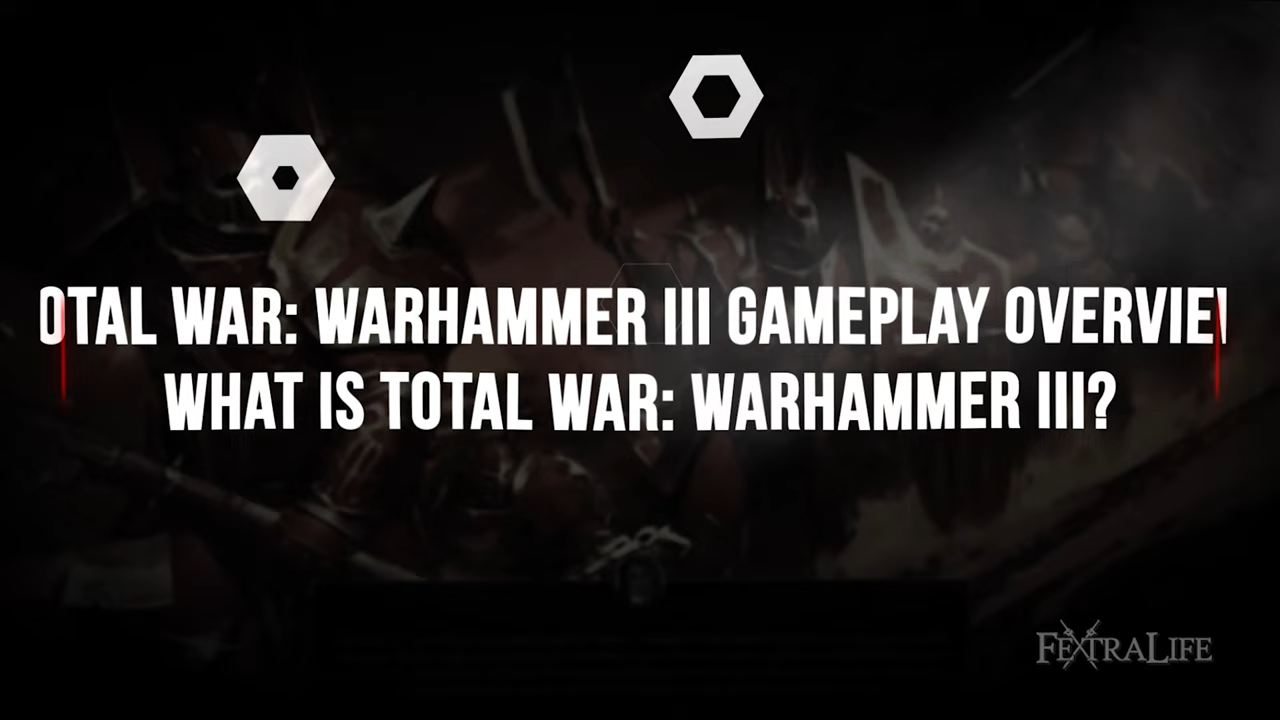 OTAL WAR: WARHAMMER III GAMEPLAY OVERVIE
WHAT IS TOTAL WAR: WARHAMMER III?
FEXTRALIFE